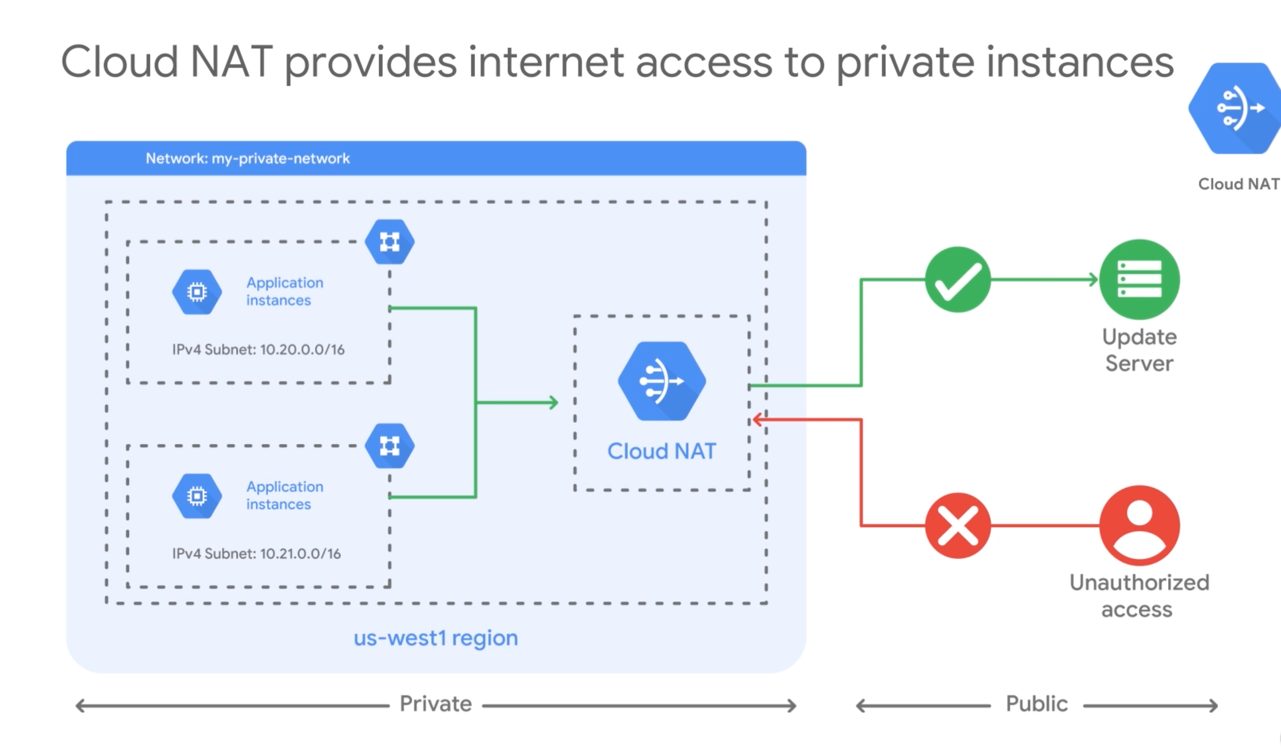 Cloud NAT provides internet access to private instances
Cloud NAT
Network: my-private-network
Application
instances
IPv4 Subnet: 10.20.0.0/16
Application
instances
IPv4 Subnet: 10.21.0.0/16
Cloud NAT
us-west1 region
Update
Server
Unauthorized
access
Private
Public